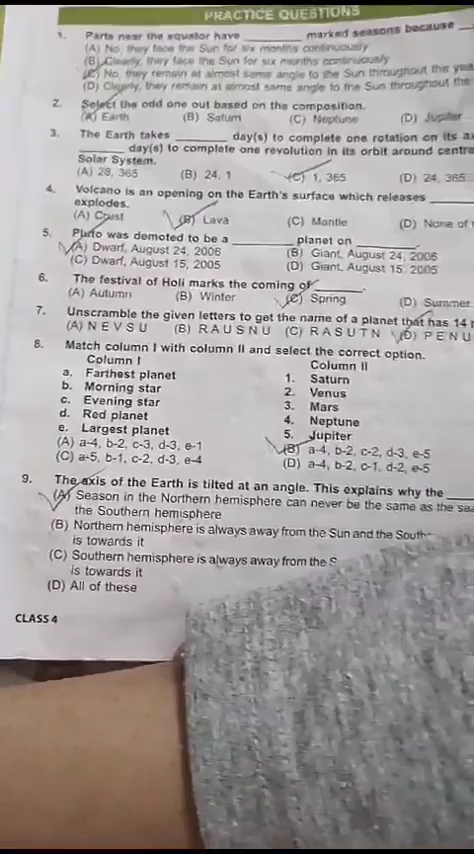 PRACTICE QUESTIONS
1. Parts near the equator have ________ marked seasons because
(A) No, they face the Sun for six months continuously
(B) Clearly, they face the Sun for six months continuously
(C) No, they remain at almost same angle to the Sun throughout the yea
(D) Clearly, they remain at almost same angle to the Sun throughout the
2. Select the odd one out based on the composition.
(A) Earth (B) Saturn (C) Neptune (D) Jupiter
3. The Earth takes ________ day(s) to complete one rotation on its ax
________ day(s) to complete one revolution in its orbit around centre
Solar System.
(A) 28, 365 (B) 24, 1 (C) 1, 365 (D) 24, 365
4. Volcano is an opening on the Earth's surface which releases ________
explodes.
(A) Crust (B) Lava (C) Mantle (D) None of
5. Pluto was demoted to be a ________ planet on ________.
(A) Dwarf, August 24, 2006 (B) Giant, August 24, 2006
(C) Dwarf, August 15, 2005 (D) Giant, August 15, 2005
6. The festival of Holi marks the coming of ________.
(A) Autumn (B) Winter (C) Spring (D) Summer
7. Unscramble the given letters to get the name of a planet that has 14
(A) N E V S U (B) R A U S N U (C) R A S U T N (D) P E N U
8. Match column I with column II and select the correct option.
Column I Column II
a. Farthest planet 1. Saturn
b. Morning star 2. Venus
c. Evening star 3. Mars
d. Red planet 4. Neptune
e. Largest planet 5. Jupiter
(A) a-4, b-2, c-3, d-3, e-1 (B) a-4, b-2, c-2, d-3, e-5
(C) a-5, b-1, c-2, d-3, e-4 (D) a-4, b-2, c-1, d-2, e-5
9. The axis of the Earth is tilted at an angle. This explains why the ________
(A) Season in the Northern hemisphere can never be the same as the sea
the Southern hemisphere
(B) Northern hemisphere is always away from the Sun and the South
is towards it
(C) Southern hemisphere is always away from the S
is towards it
(D) All of these
CLASS 4